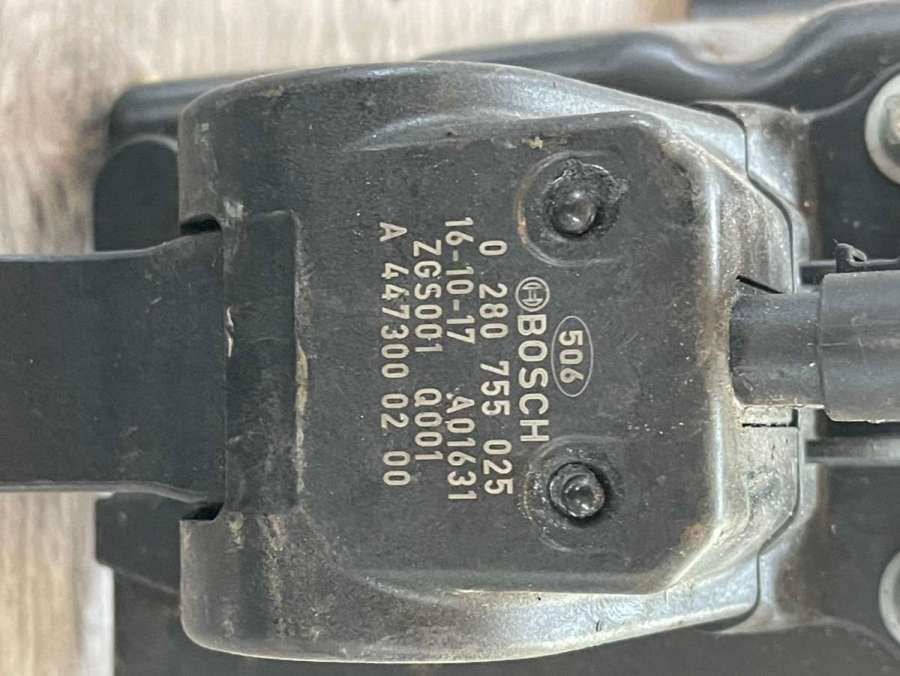 506
BOSCH
0 280 755 025
16-10-17 A01631
ZGS001 Q001
A 447300 02 00